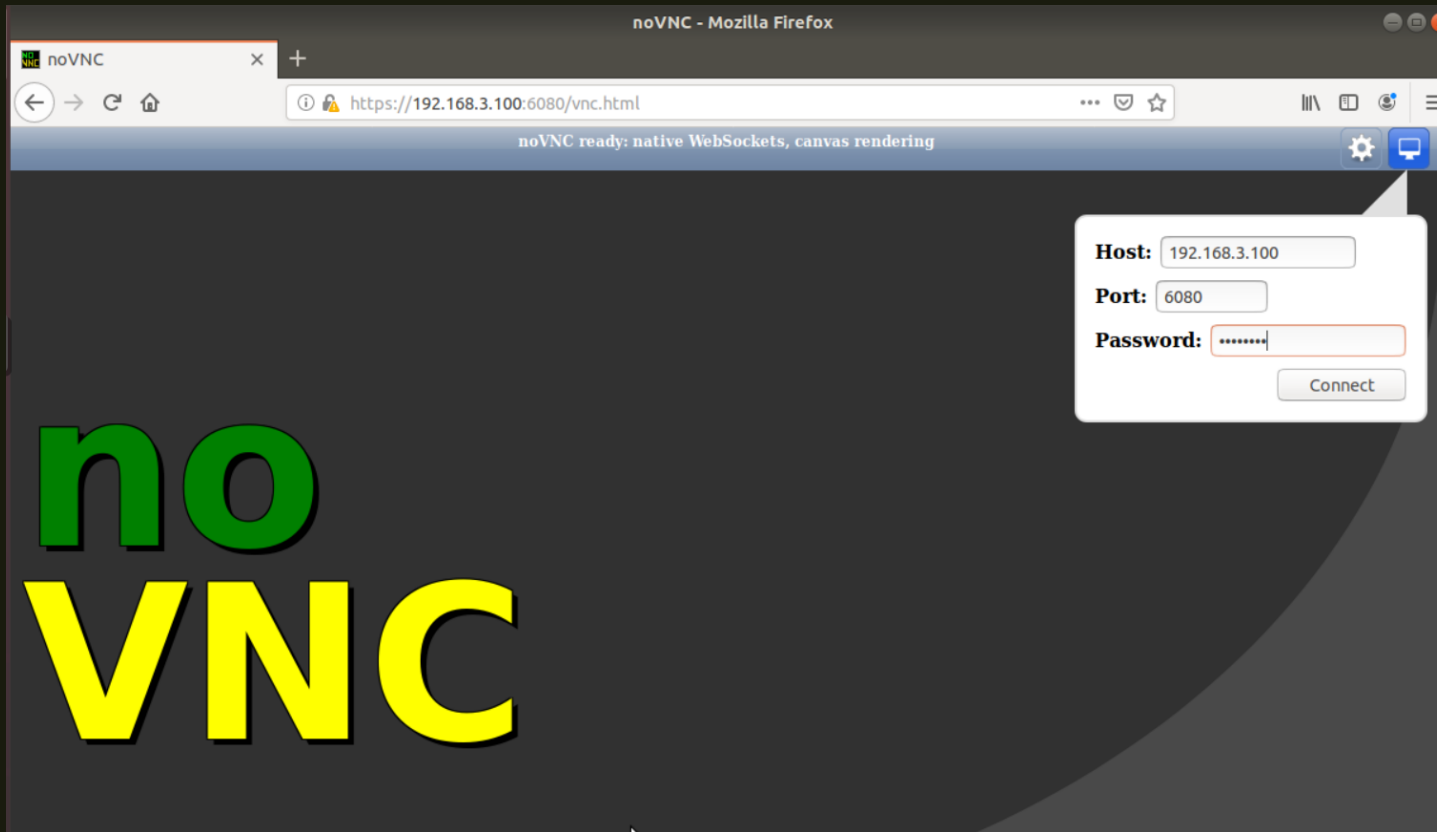 noVNC - Mozilla Firefox
noVNC
https://192.168.3.100:6080/vnc.html
noVNC ready: native WebSockets, canvas rendering
Host: 192.168.3.100
Port: 6080
Password: ••••••••
Connect
no
VNC